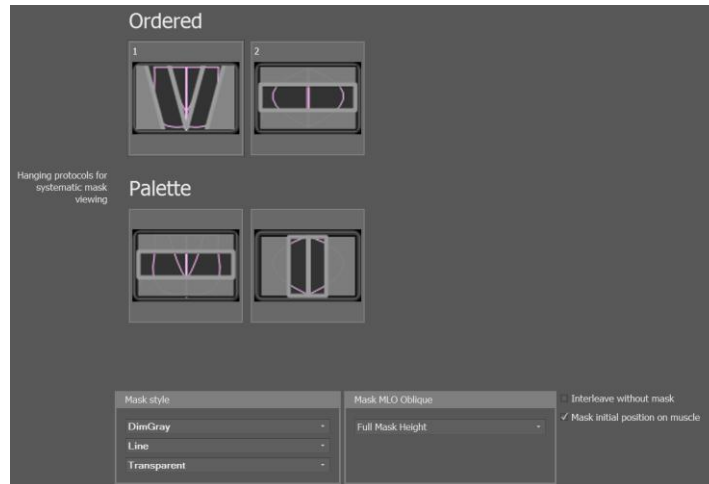 Ordered
1
2
Hanging protocols for
systematic mask
viewing
Palette
Mask style
Mask MLO Oblique
Interleave without mask
Mask initial position on muscle
DimGray
Full Mask Height
Line
Transparent